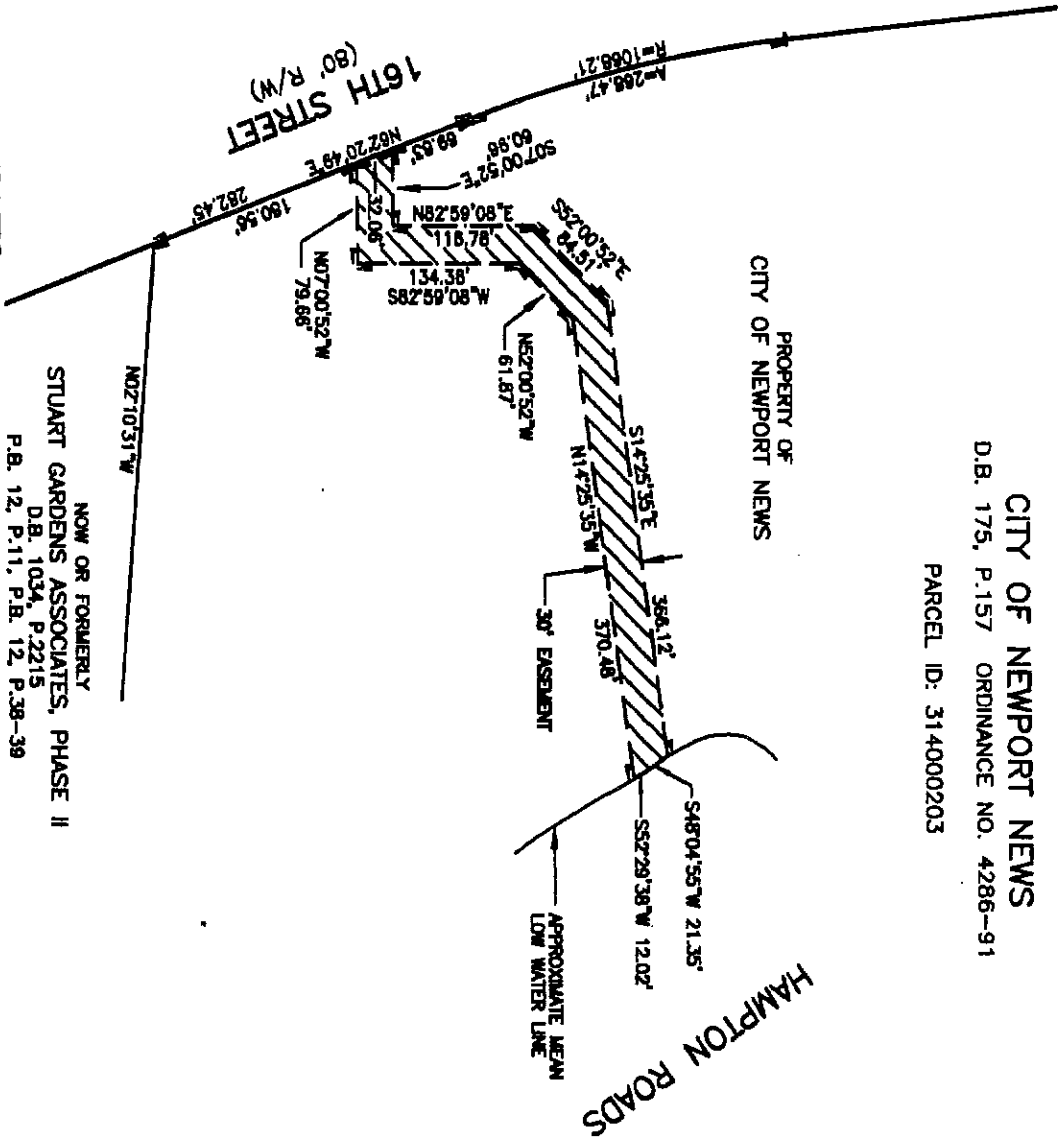 CITY OF NEWPORT NEWS
D.B. 175, P.157 ORDINANCE NO. 4286-91
PARCEL ID: 314000203
PROPERTY OF
CITY OF NEWPORT NEWS
HAMPTON ROADS
16TH STREET
(80' R/W)
R=1068.21'
A=268.47'
69.63'
N62°20'49"E
180.56'
282.45'
S07°00'52"E
60.96'
32.06'
N82°59'08"E
118.78'
S52°00'52"E
84.51'
134.38'
S82°59'08"W
N07°00'52"W
79.66'
N52°00'52"W
61.87'
S14°25'35"E
366.12'
N14°25'35"W
370.48'
30' EASEMENT
S48°04'55"W 21.35'
S52°29'38"W 12.02'
APPROXIMATE MEAN
LOW WATER LINE
N02°10'31"W
NOW OR FORMERLY
STUART GARDENS ASSOCIATES, PHASE II
D.B. 1034, P.2215
P.B. 12, P.11, P.B. 12, P.38-39